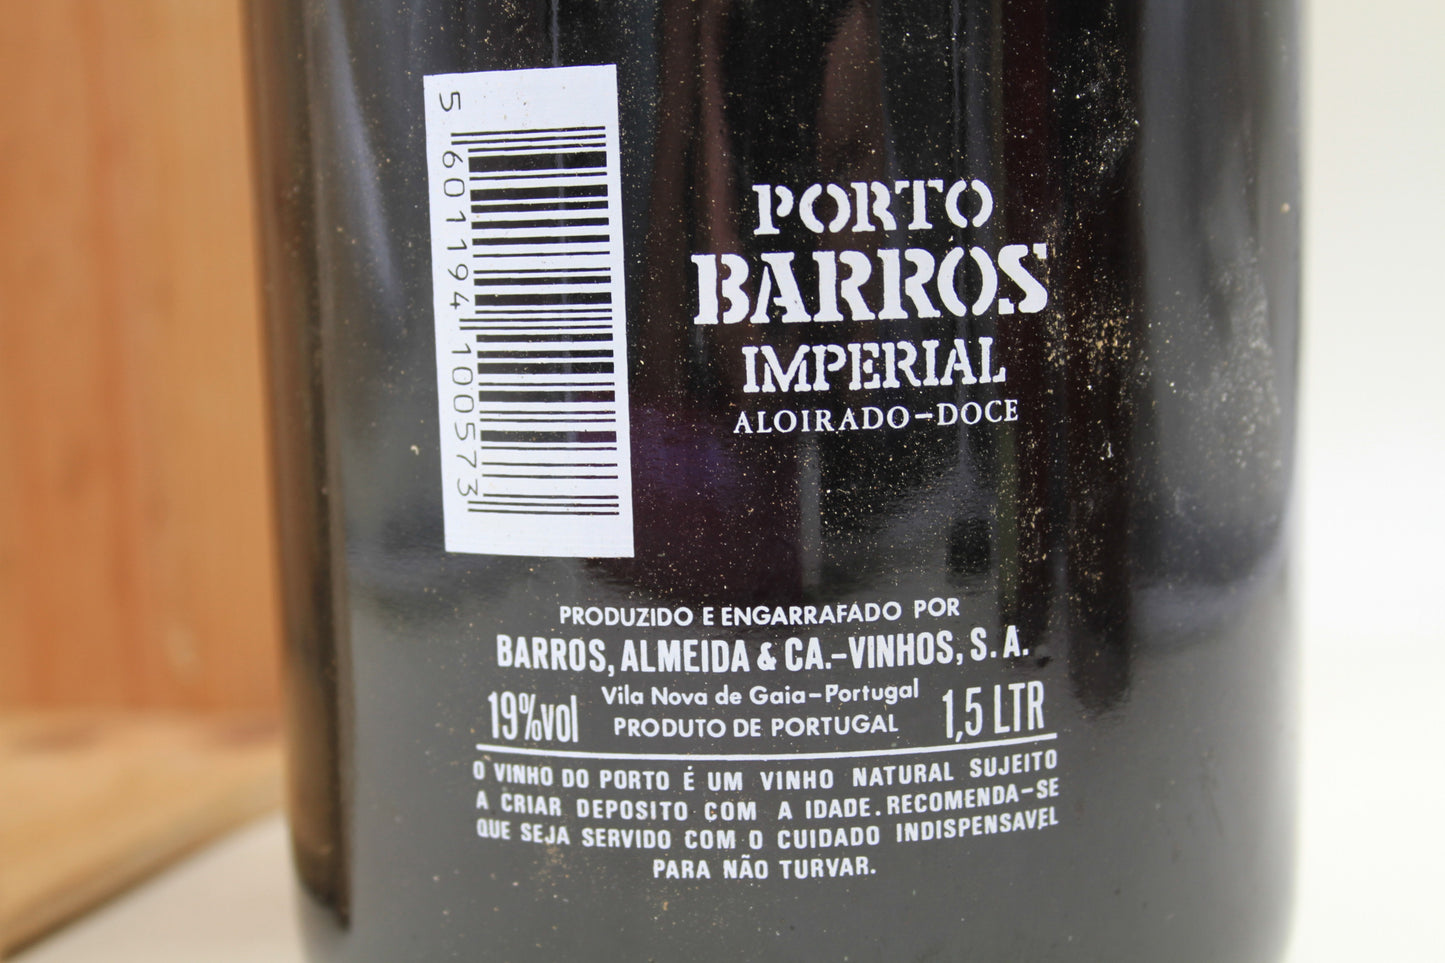 5 601194 100573
PORTO
BARROS
IMPERIAL
ALOIRADO-DOCE
PRODUZIDO E ENGARRAFADO POR
BARROS, ALMEIDA & CA.-VINHOS, S. A.
19%vol
Vila Nova de Gaia-Portugal
PRODUTO DE PORTUGAL
1,5 LTR
O VINHO DO PORTO É UM VINHO NATURAL SUJEITO
A CRIAR DEPOSITO COM A IDADE. RECOMENDA-SE
QUE SEJA SERVIDO COM O CUIDADO INDISPENSAVEL
PARA NÃO TURVAR.